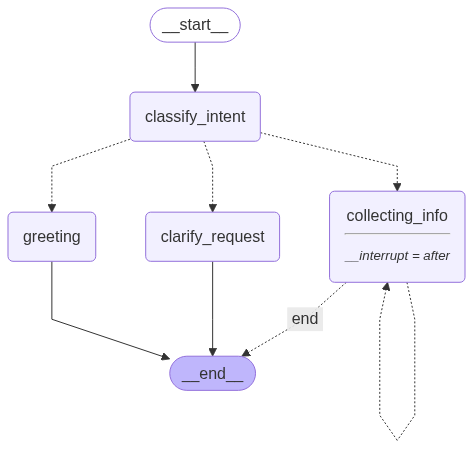 __start__
classify_intent
collecting_info
greeting
clarify_request
__interrupt = after
end
__end__